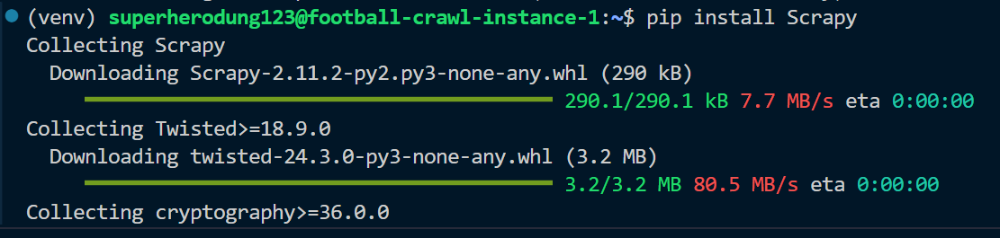 (venv) superherodung123@football-crawl-instance-1:~$ pip install Scrapy
Collecting Scrapy
Downloading Scrapy-2.11.2-py2.py3-none-any.whl (290 kB)
290.1/290.1 kB 7.7 MB/s eta 0:00:00
Collecting Twisted>=18.9.0
Downloading twisted-24.3.0-py3-none-any.whl (3.2 MB)
3.2/3.2 MB 80.5 MB/s eta 0:00:00
Collecting cryptography>=36.0.0